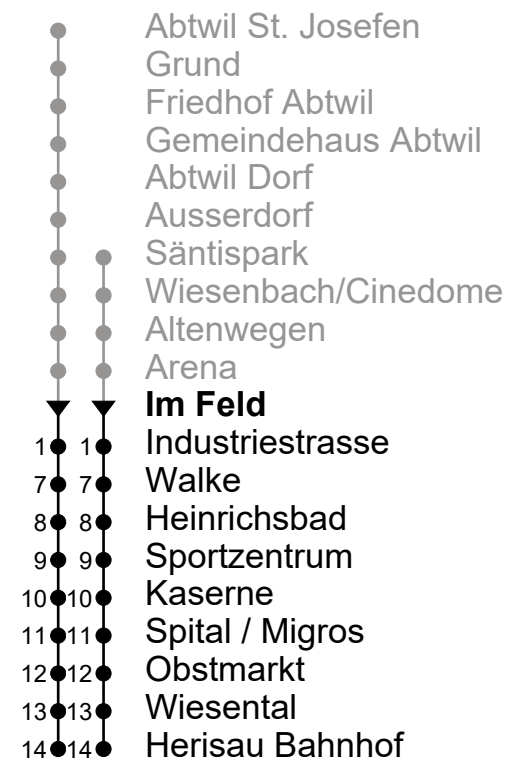 Abtwil St. Josefen
Grund
Friedhof Abtwil
Gemeindehaus Abtwil
Abtwil Dorf
Ausserdorf
Säntispark
Wiesenbach/Cinedome
Altenwegen
Arena
Im Feld
1 1 Industriestrasse
7 7 Walke
8 8 Heinrichsbad
9 9 Sportzentrum
10 10 Kaserne
11 11 Spital / Migros
12 12 Obstmarkt
13 13 Wiesental
14 14 Herisau Bahnhof